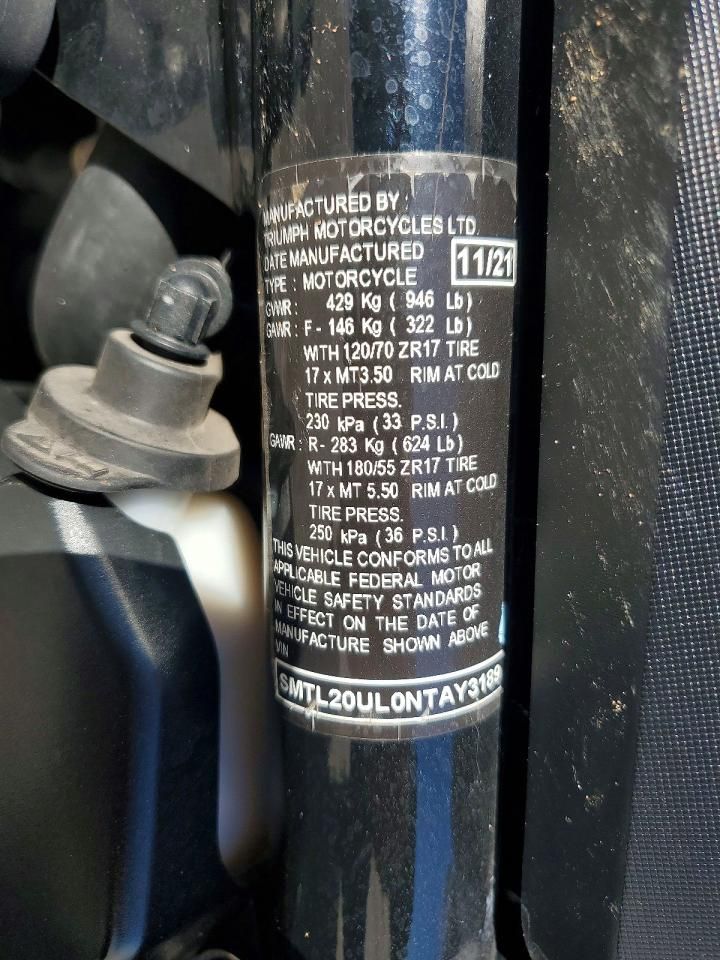 MANUFACTURED BY :
TRIUMPH MOTORCYCLES LTD.
DATE MANUFACTURED 11/21
TYPE : MOTORCYCLE
GVWR : 429 Kg ( 946 Lb)
GAWR : F - 146 Kg ( 322 Lb)
WITH 120/70 ZR17 TIRE
17 x MT3.50 RIM AT COLD
TIRE PRESS.
230 kPa ( 33 P.S.I.)
GAWR : R - 283 Kg ( 624 Lb)
WITH 180/55 ZR17 TIRE
17 x MT 5.50 RIM AT COLD
TIRE PRESS.
250 kPa (36 P.S.I.)
THIS VEHICLE CONFORMS TO ALL
APPLICABLE FEDERAL MOTOR
VEHICLE SAFETY STANDARDS
IN EFFECT ON THE DATE OF
MANUFACTURE SHOWN ABOVE
VIN
SMTL20UL0NTAY3189